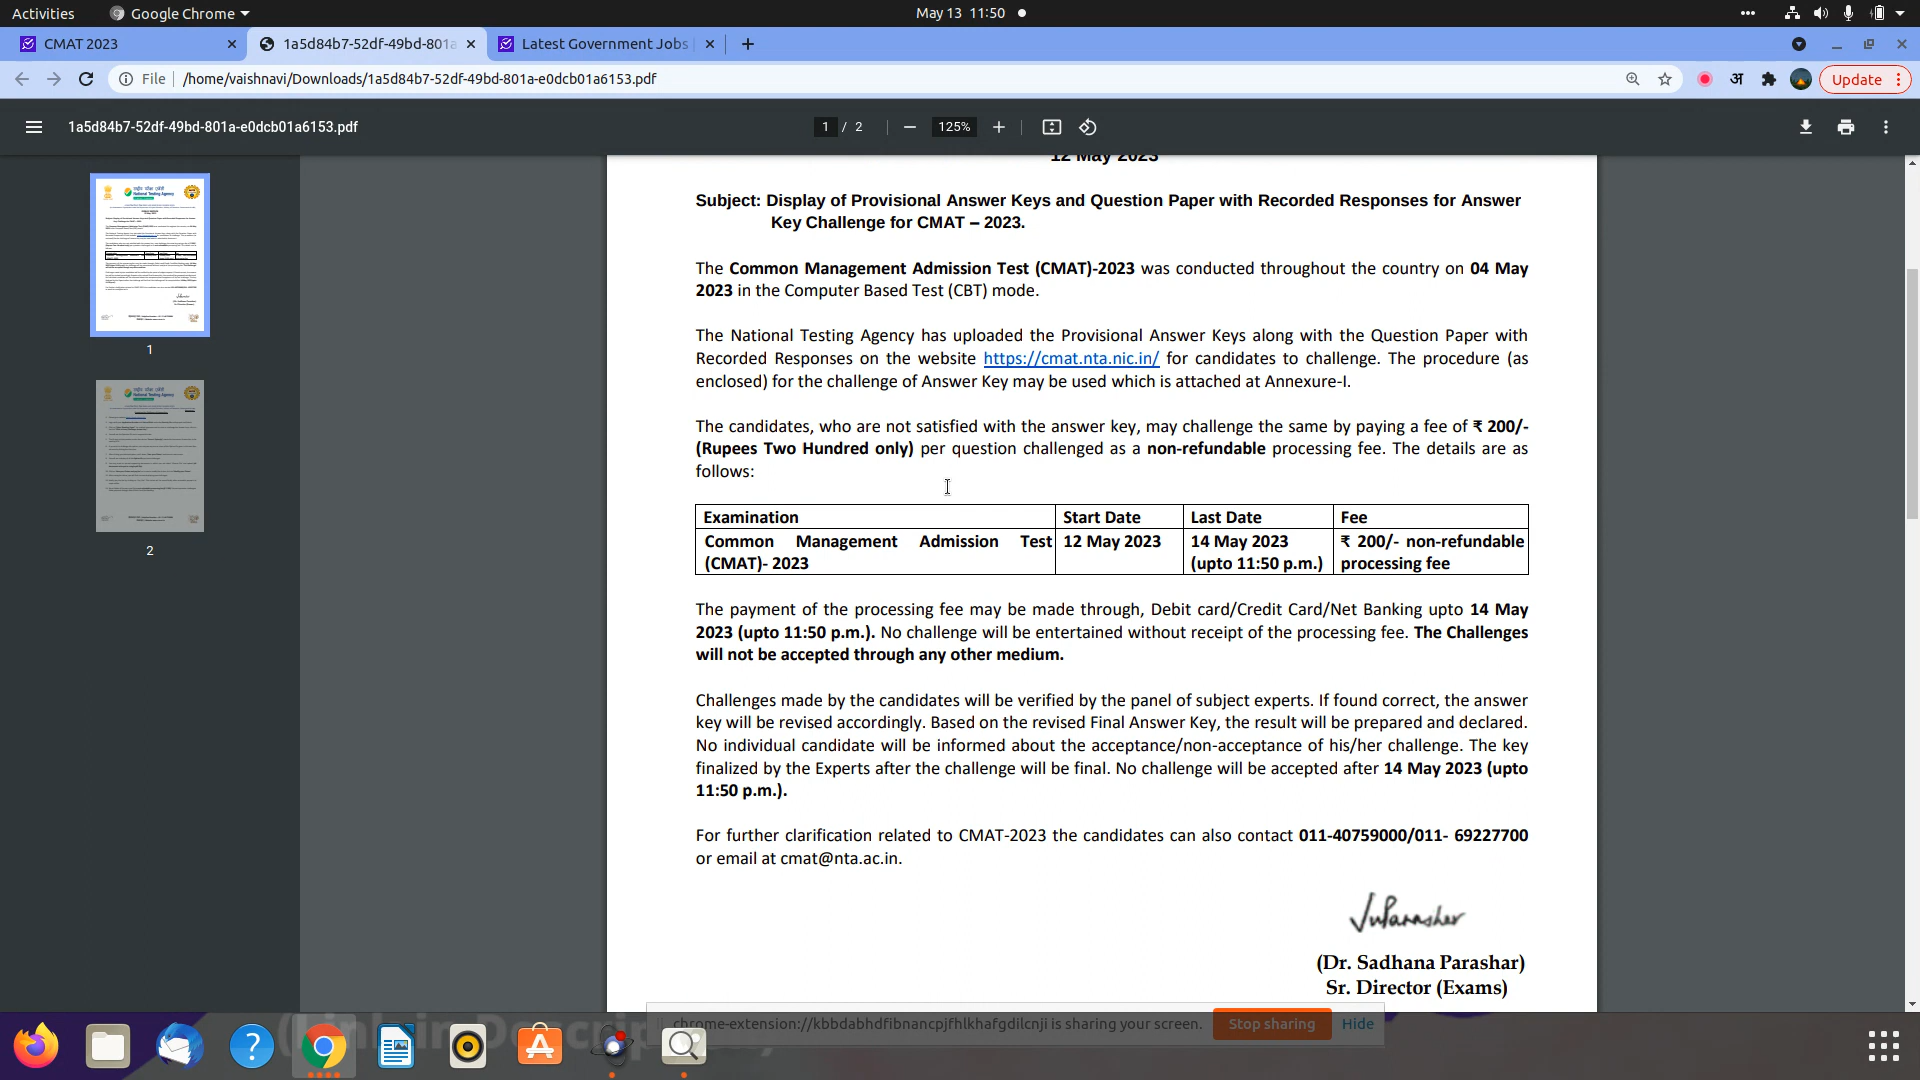 Activities
Google Chrome
May 13 11:50
CMAT 2023
1a5d84b7-52df-49bd-801a
Latest Government Jobs
File
/home/vaishnavi/Downloads/1a5d84b7-52df-49bd-801a-e0dcb01a6153.pdf
अ
Update
1a5d84b7-52df-49bd-801a-e0dcb01a6153.pdf
1 / 2
125%
12 May 2023
Subject: Display of Provisional Answer Keys and Question Paper with Recorded Responses for Answer
Key Challenge for CMAT – 2023.
The Common Management Admission Test (CMAT)-2023 was conducted throughout the country on 04 May
2023 in the Computer Based Test (CBT) mode.
The National Testing Agency has uploaded the Provisional Answer Keys along with the Question Paper with
Recorded Responses on the website https://cmat.nta.nic.in/ for candidates to challenge. The procedure (as
enclosed) for the challenge of Answer Key may be used which is attached at Annexure-I.
The candidates, who are not satisfied with the answer key, may challenge the same by paying a fee of ₹ 200/-
(Rupees Two Hundred only) per question challenged as a non-refundable processing fee. The details are as
follows:
Examination Start Date Last Date Fee
Common Management Admission Test 12 May 2023 14 May 2023 ₹ 200/- non-refundable
(CMAT)- 2023 (upto 11:50 p.m.) processing fee
The payment of the processing fee may be made through, Debit card/Credit Card/Net Banking upto 14 May
2023 (upto 11:50 p.m.). No challenge will be entertained without receipt of the processing fee. The Challenges
will not be accepted through any other medium.
Challenges made by the candidates will be verified by the panel of subject experts. If found correct, the answer
key will be revised accordingly. Based on the revised Final Answer Key, the result will be prepared and declared.
No individual candidate will be informed about the acceptance/non-acceptance of his/her challenge. The key
finalized by the Experts after the challenge will be final. No challenge will be accepted after 14 May 2023 (upto
11:50 p.m.).
For further clarification related to CMAT-2023 the candidates can also contact 011-40759000/011- 69227700
or email at cmat@nta.ac.in.
(Dr. Sadhana Parashar)
Sr. Director (Exams)
1
2
chrome-extension://kbbdabhdfibnancpjfhlkhafgdilcnji is sharing your screen.
Stop sharing
Hide